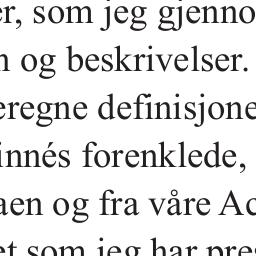 er, som jeg gjenno
n og beskrivelser.
eregne definisjone
innés forenklede,
aen og fra våre Ac
et som jeg har pres